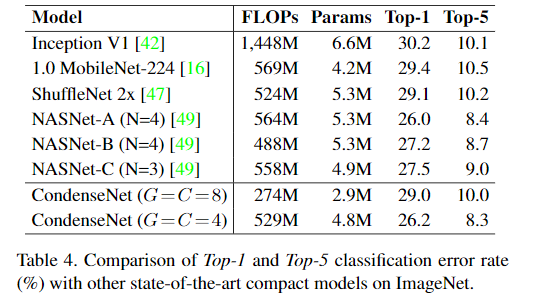 Model FLOPs Params Top-1 Top-5
Inception V1 [42] 1,448M 6.6M 30.2 10.1
1.0 MobileNet-224 [16] 569M 4.2M 29.4 10.5
ShuffleNet 2x [47] 524M 5.3M 29.1 10.2
NASNet-A (N=4) [49] 564M 5.3M 26.0 8.4
NASNet-B (N=4) [49] 488M 5.3M 27.2 8.7
NASNet-C (N=3) [49] 558M 4.9M 27.5 9.0
CondenseNet (G=C=8) 274M 2.9M 29.0 10.0
CondenseNet (G=C=4) 529M 4.8M 26.2 8.3
Table 4. Comparison of Top-1 and Top-5 classification error rate
(%) with other state-of-the-art compact models on ImageNet.